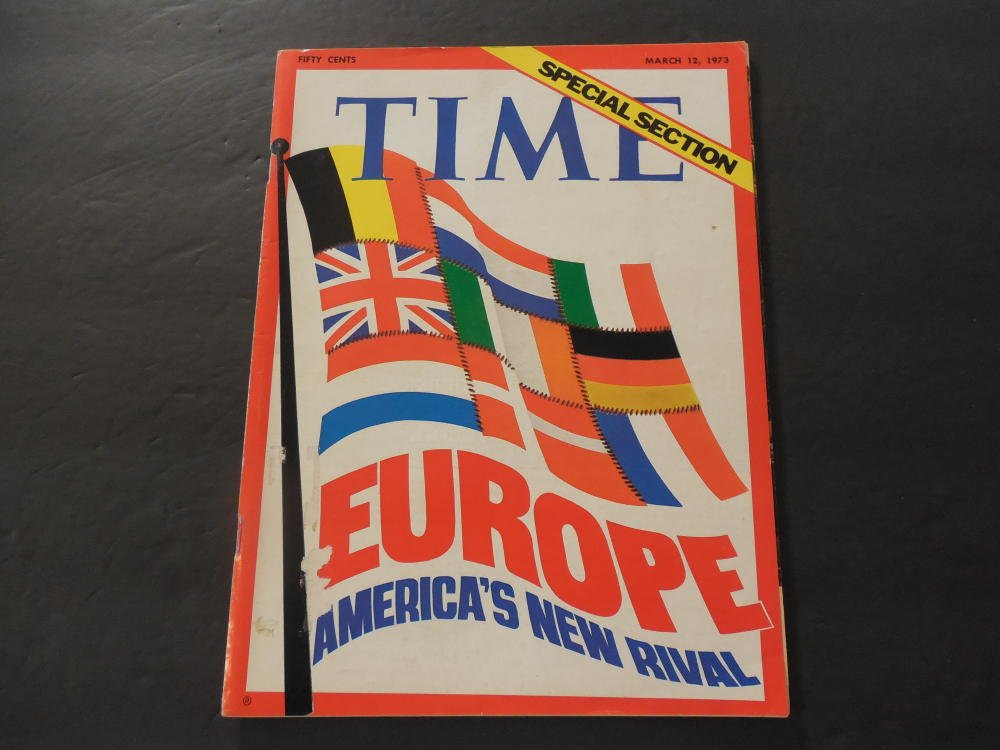 FIFTY CENTS
MARCH 12, 1973
SPECIAL SECTION
TIME
EUROPE
AMERICA'S NEW RIVAL
®